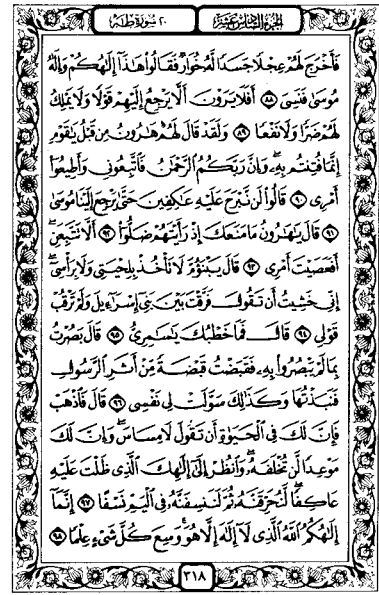 الجزء السادس عشر ٢٠ سورة طه
فَأَخْرَجَ لَهُمْ عِجْلًا جَسَدًا لَّهُ خُوَارٌ فَقَالُوا۟ هَٰذَآ إِلَٰهُكُمْ وَإِلَٰهُ
مُوسَىٰ فَنَسِىَ ٨٨ أَفَلَا يَرَوْنَ أَلَّا يَرْجِعُ إِلَيْهِمْ قَوْلًا وَلَا يَمْلِكُ
لَهُمْ ضَرًّا وَلَا نَفْعًا ٨٩ وَلَقَدْ قَالَ لَهُمْ هَٰرُونُ مِن قَبْلُ يَٰقَوْمِ
إِنَّمَا فُتِنتُم بِهِۦ ۖ وَإِنَّ رَبَّكُمُ ٱلرَّحْمَٰنُ فَٱتَّبِعُونِى وَأَطِيعُوٓا۟
أَمْرِى ٩٠ قَالُوا۟ لَن نَّبْرَحَ عَلَيْهِ عَٰكِفِينَ حَتَّىٰ يَرْجِعَ إِلَيْنَا مُوسَىٰ
٩١ قَالَ يَٰهَٰرُونُ مَا مَنَعَكَ إِذْ رَأَيْتَهُمْ ضَلُّوٓا۟ ٩٢ أَلَّا تَتَّبِعَنِ ۖ
أَفَعَصَيْتَ أَمْرِى ٩٣ قَالَ يَبْنَؤُمَّ لَا تَأْخُذْ بِلِحْيَتِى وَلَا بِرَأْسِىٓ ۖ
إِنِّى خَشِيتُ أَن تَقُولَ فَرَّقْتَ بَيْنَ بَنِىٓ إِسْرَٰٓءِيلَ وَلَمْ تَرْقُبْ
قَوْلِى ٩٤ قَالَ فَمَا خَطْبُكَ يَٰسَٰمِرِىُّ ٩٥ قَالَ بَصُرْتُ
بِمَا لَمْ يَبْصُرُوا۟ بِهِۦ فَقَبَضْتُ قَبْضَةً مِّنْ أَثَرِ ٱلرَّسُولِ
فَنَبَذْتُهَا وَكَذَٰلِكَ سَوَّلَتْ لِى نَفْسِى ٩٦ قَالَ فَٱذْهَبْ
فَإِنَّ لَكَ فِى ٱلْحَيَوٰةِ أَن تَقُولَ لَا مِسَاسَ ۖ وَإِنَّ لَكَ
مَوْعِدًا لَّن تُخْلَفَهُۥ ۖ وَٱنظُرْ إِلَىٰٓ إِلَٰهِكَ ٱلَّذِى ظَلْتَ عَلَيْهِ
عَاكِفًا ۖ لَّنُحَرِّقَنَّهُۥ ثُمَّ لَنَنسِفَنَّهُۥ فِى ٱلْيَمِّ نَسْفًا ٩٧ إِنَّمَآ
إِلَٰهُكُمُ ٱللَّهُ ٱلَّذِى لَآ إِلَٰهَ إِلَّا هُوَ ۚ وَسِعَ كُلَّ شَىْءٍ عِلْمًا ٩٨
٣١٨